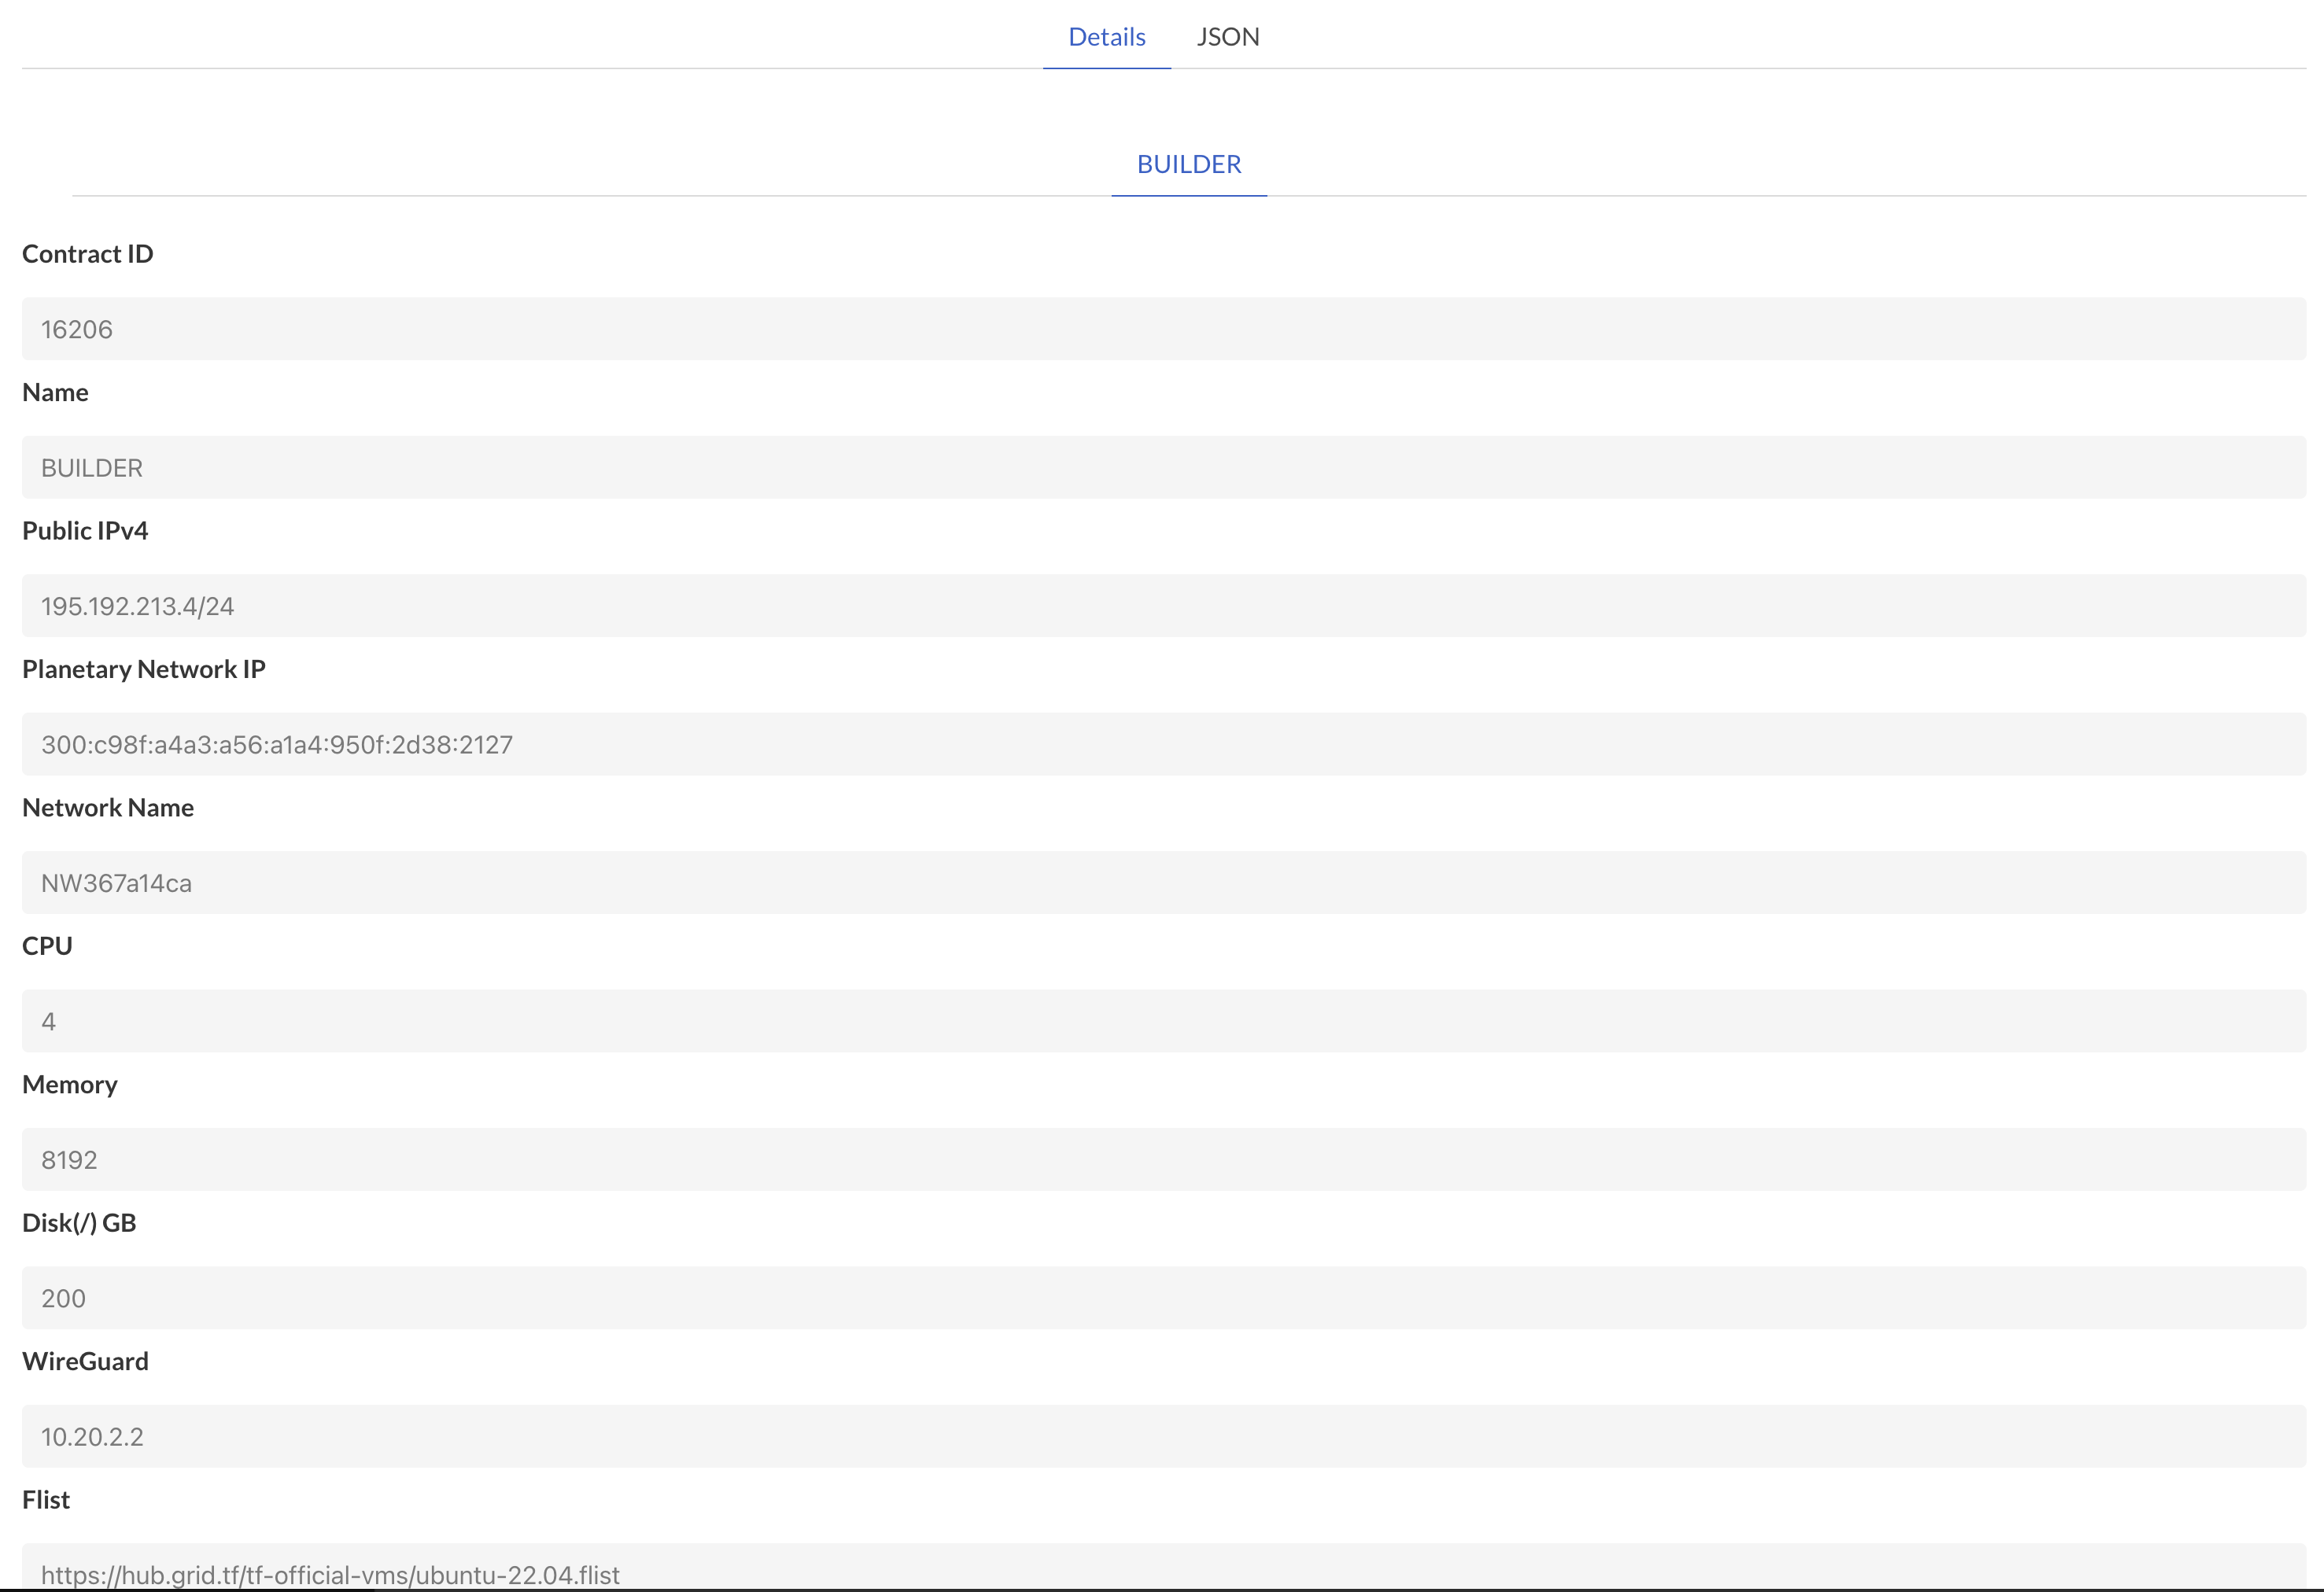 Details JSON
BUILDER
Contract ID
16206
Name
BUILDER
Public IPv4
195.192.213.4/24
Planetary Network IP
300:c98f:a4a3:a56:a1a4:950f:2d38:2127
Network Name
NW367a14ca
CPU
4
Memory
8192
Disk(/) GB
200
WireGuard
10.20.2.2
Flist
https://hub.grid.tf/tf-official-vms/ubuntu-22.04.flist